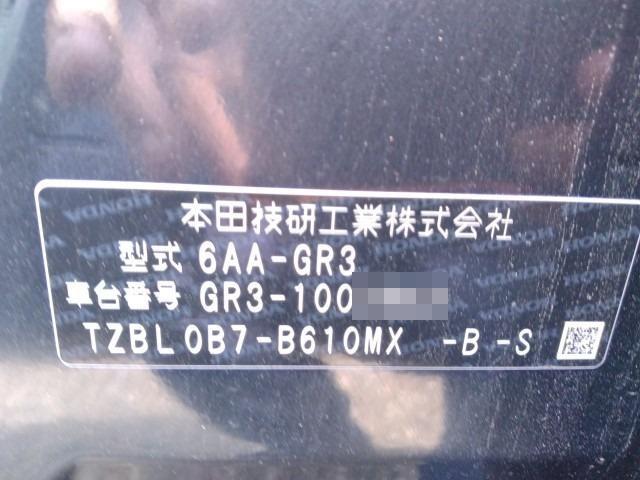 本田技研工業株式会社
型式 6AA-GR3
車台番号 GR3-100
TZBL0B7-B610MX -B -S